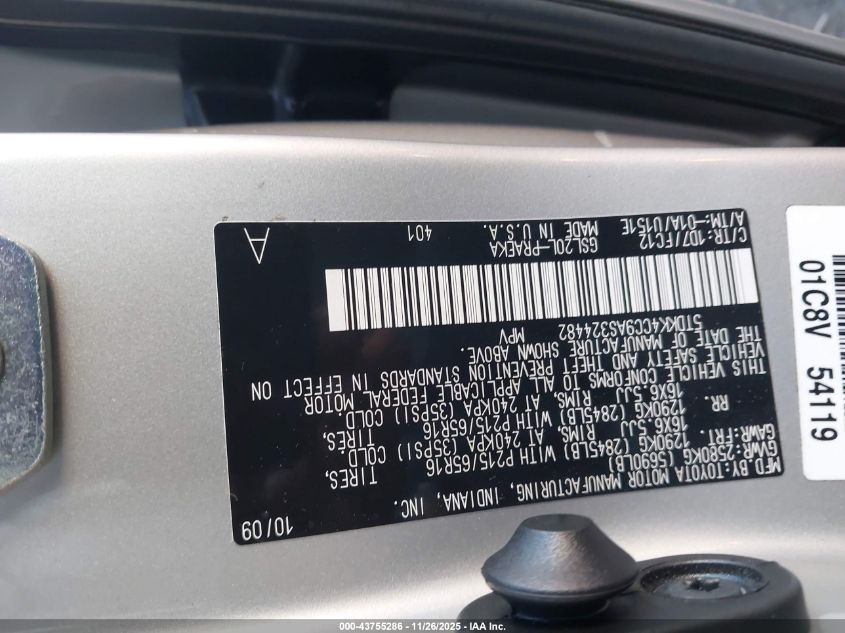 MFD BY: TOYOTA MOTOR MANUFACTURING, INDIANA, INC. 10/09
GVWR: 2580KG (5690LB)
GAWR: FRT. 1290KG (2845LB) WITH P215/65R16 TIRES,
16X6.5JJ RIMS, AT 240KPA (35PSI) COLD
RR. 1290KG (2845LB) WITH P215/65R16 TIRES,
16X6.5JJ RIMS, AT 240KPA (35PSI) COLD.
THIS VEHICLE CONFORMS TO ALL APPLICABLE FEDERAL MOTOR
VEHICLE SAFETY AND THEFT PREVENTION STANDARDS IN EFFECT ON
THE DATE OF MANUFACTURE SHOWN ABOVE.
5TDKK4CC9AS324482 MPV
C/TR: 1D7/FC12 GSL20L-PRAEKA 401
A/TM: -01A/U151E MADE IN U.S.A.
A
01C8V 54119
000-43755286 - 11/26/2025 - IAA Inc.